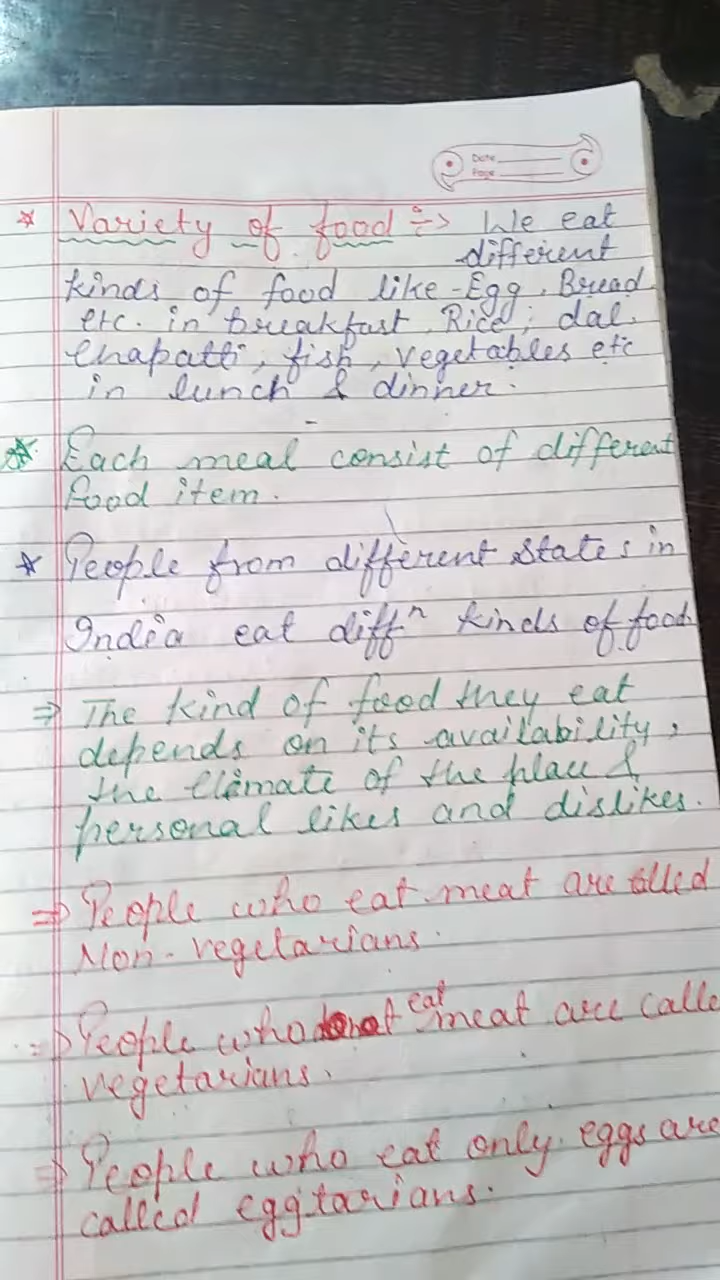 Date
Page
* Variety of food :-> We eat
different
kinds of food like - Egg, Bread
etc. in breakfast, Rice, dal,
chapatti, fish, vegetables etc
in lunch & dinner.
* Each meal consist of different
food item.
* People from different states in
India eat diffⁿ kinds of food.
⇒ The kind of food they eat
depends on its availability,
the climate of the place &
personal likes and dislikes.
⇒ People who eat meat are called
Non-vegetarians.
⇒ People who donot eat meat are calle
vegetarians.
⇒ People who eat only eggs are
called eggtarians.